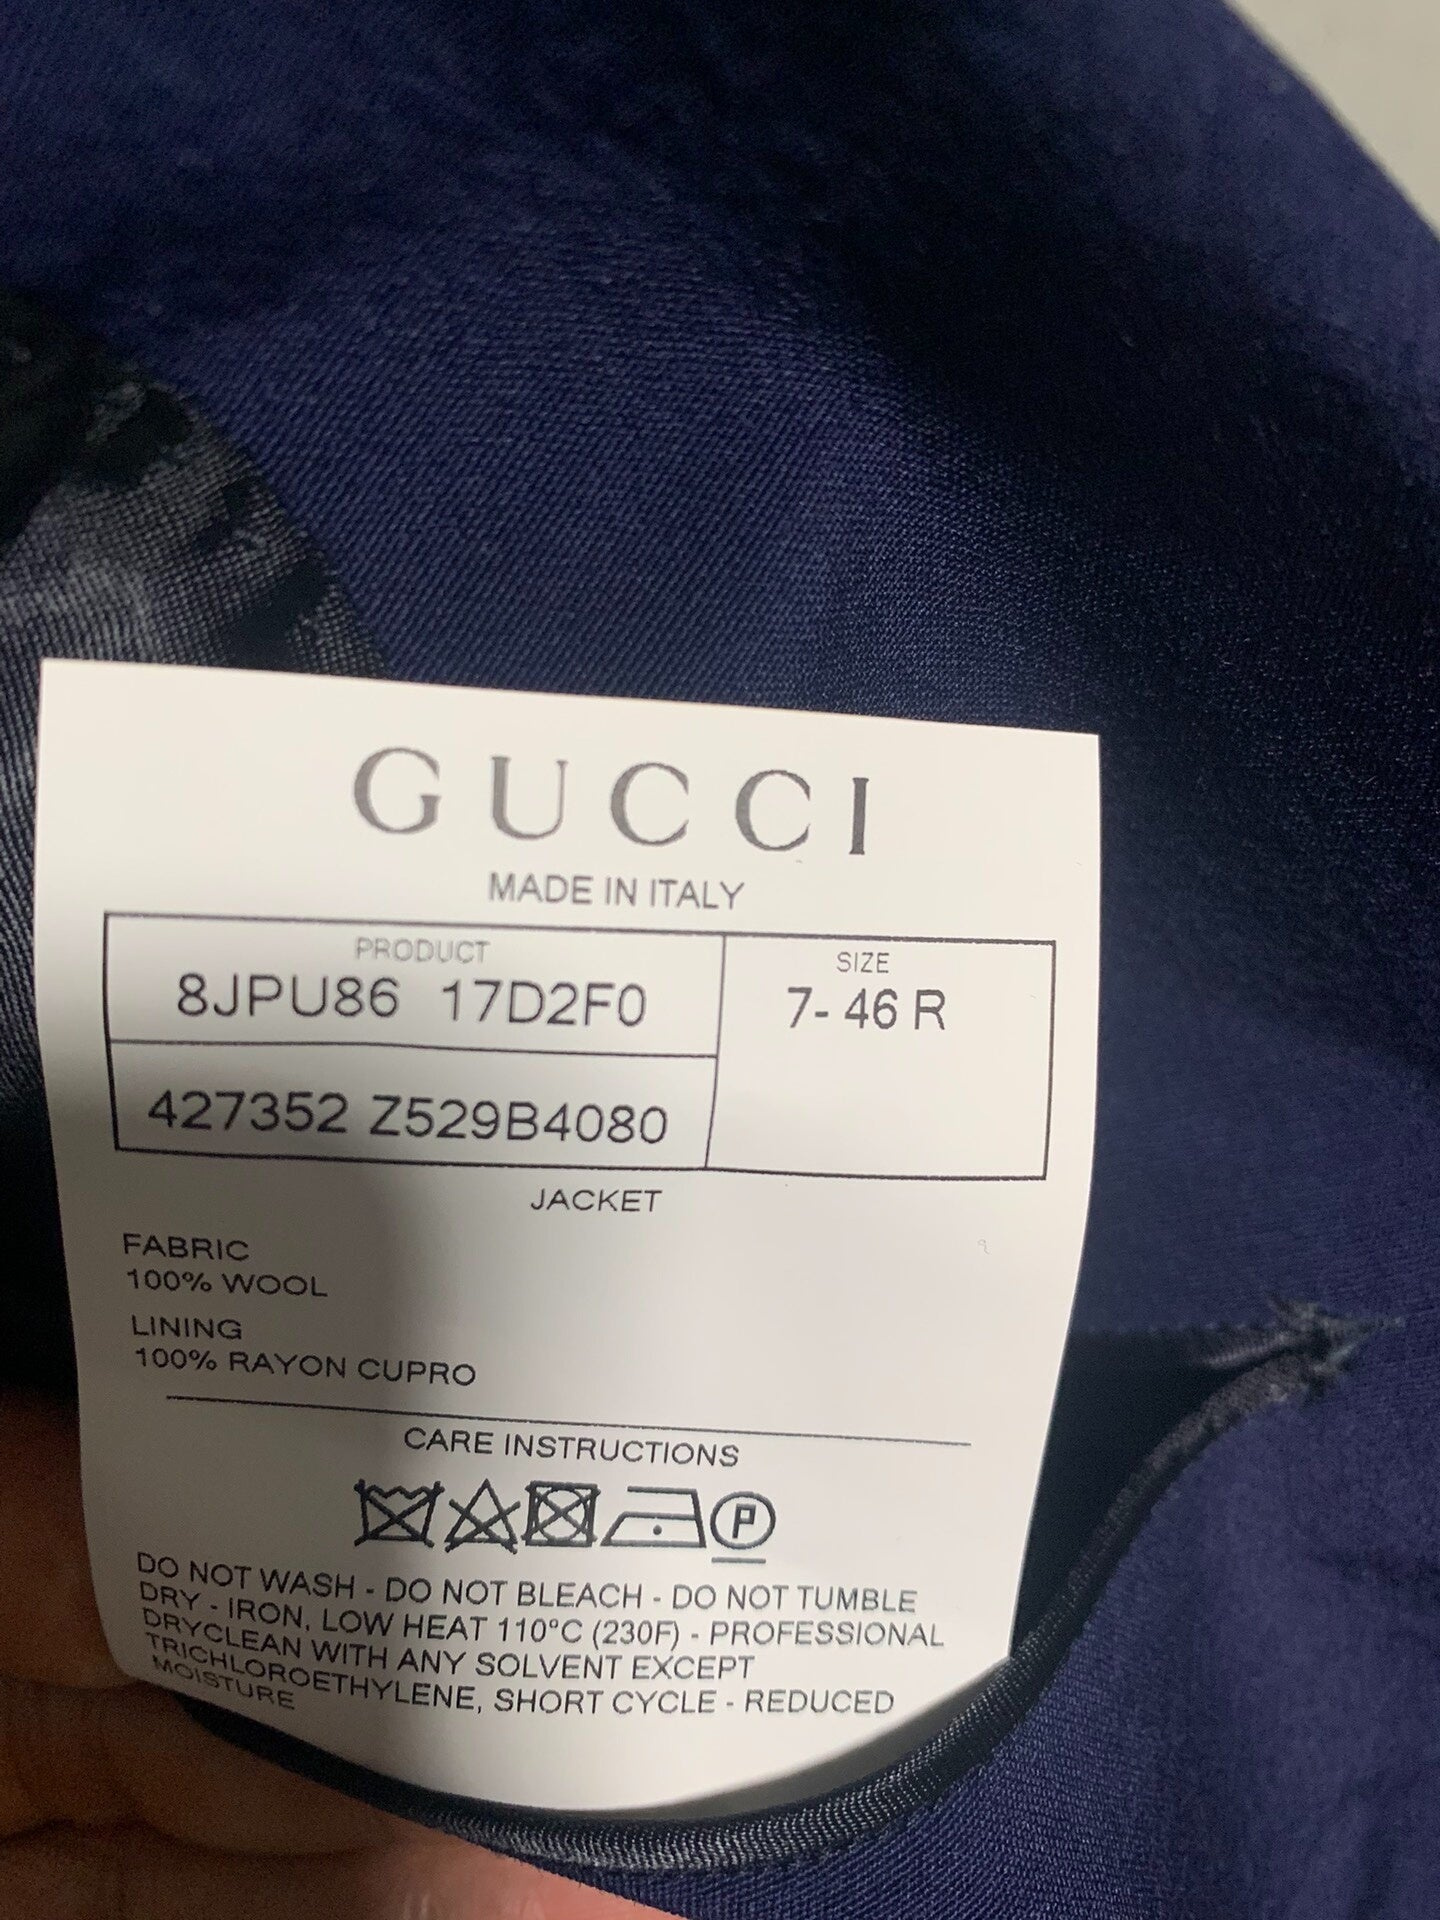 GUCCI
MADE IN ITALY
PRODUCT
8JPU86 17D2F0
SIZE
7- 46 R
427352 Z529B4080
JACKET
FABRIC
100% WOOL
LINING
100% RAYON CUPRO
CARE INSTRUCTIONS
P
DO NOT WASH - DO NOT BLEACH - DO NOT TUMBLE
DRY - IRON, LOW HEAT 110°C (230F) - PROFESSIONAL
DRYCLEAN WITH ANY SOLVENT EXCEPT
TRICHLOROETHYLENE, SHORT CYCLE - REDUCED
MOISTURE